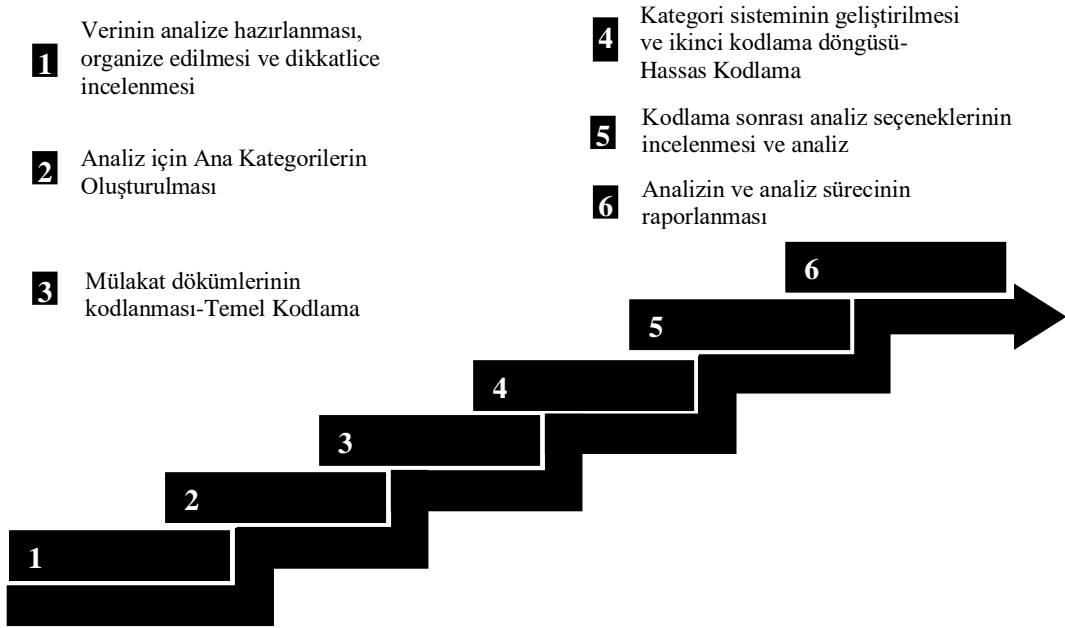 1
Verinin analize hazırlanması,
organize edilmesi ve dikkatlice
incelenmesi
2
Analiz için Ana Kategorilerin
Oluşturulması
3
Mülakat dökümlerinin
kodlanması-Temel Kodlama
4
Kategori sisteminin geliştirilmesi
ve ikinci kodlama döngüsü-
Hassas Kodlama
5
Kodlama sonrası analiz seçeneklerinin
incelenmesi ve analiz
6
Analizin ve analiz sürecinin
raporlanması
6
5
4
3
2
1